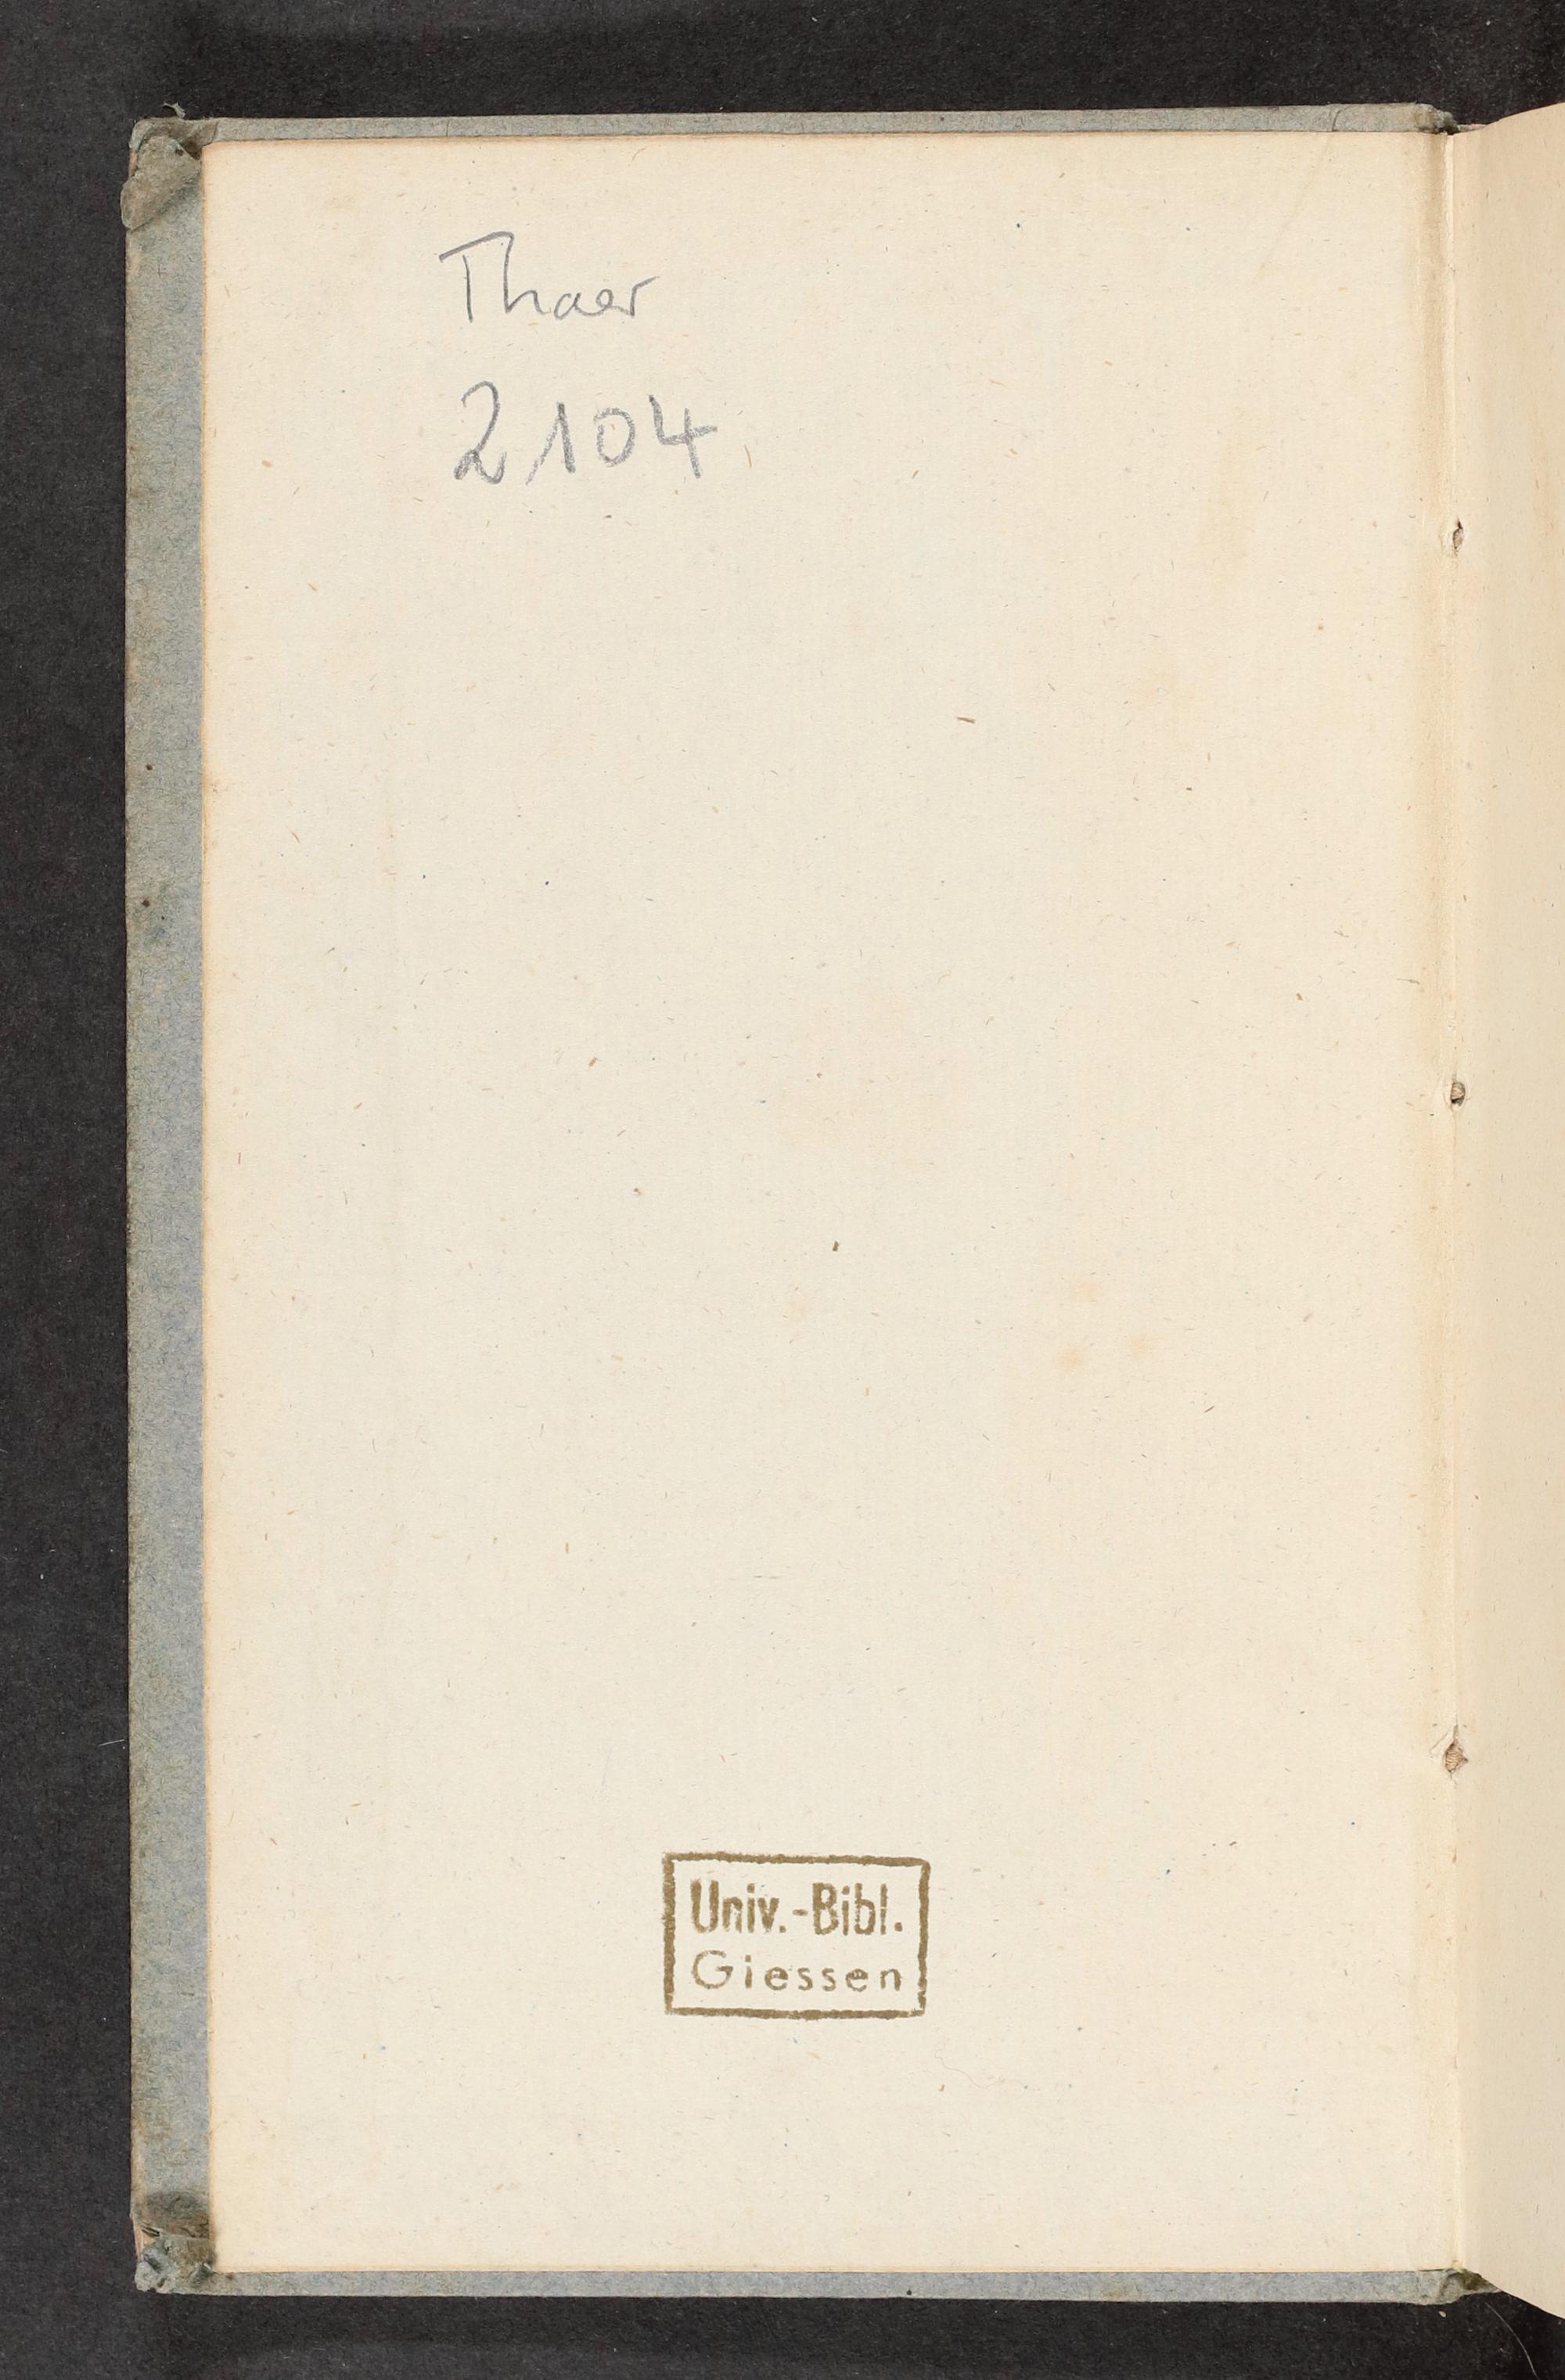 Thaer
2104
Univ.-Bibl.
Giessen